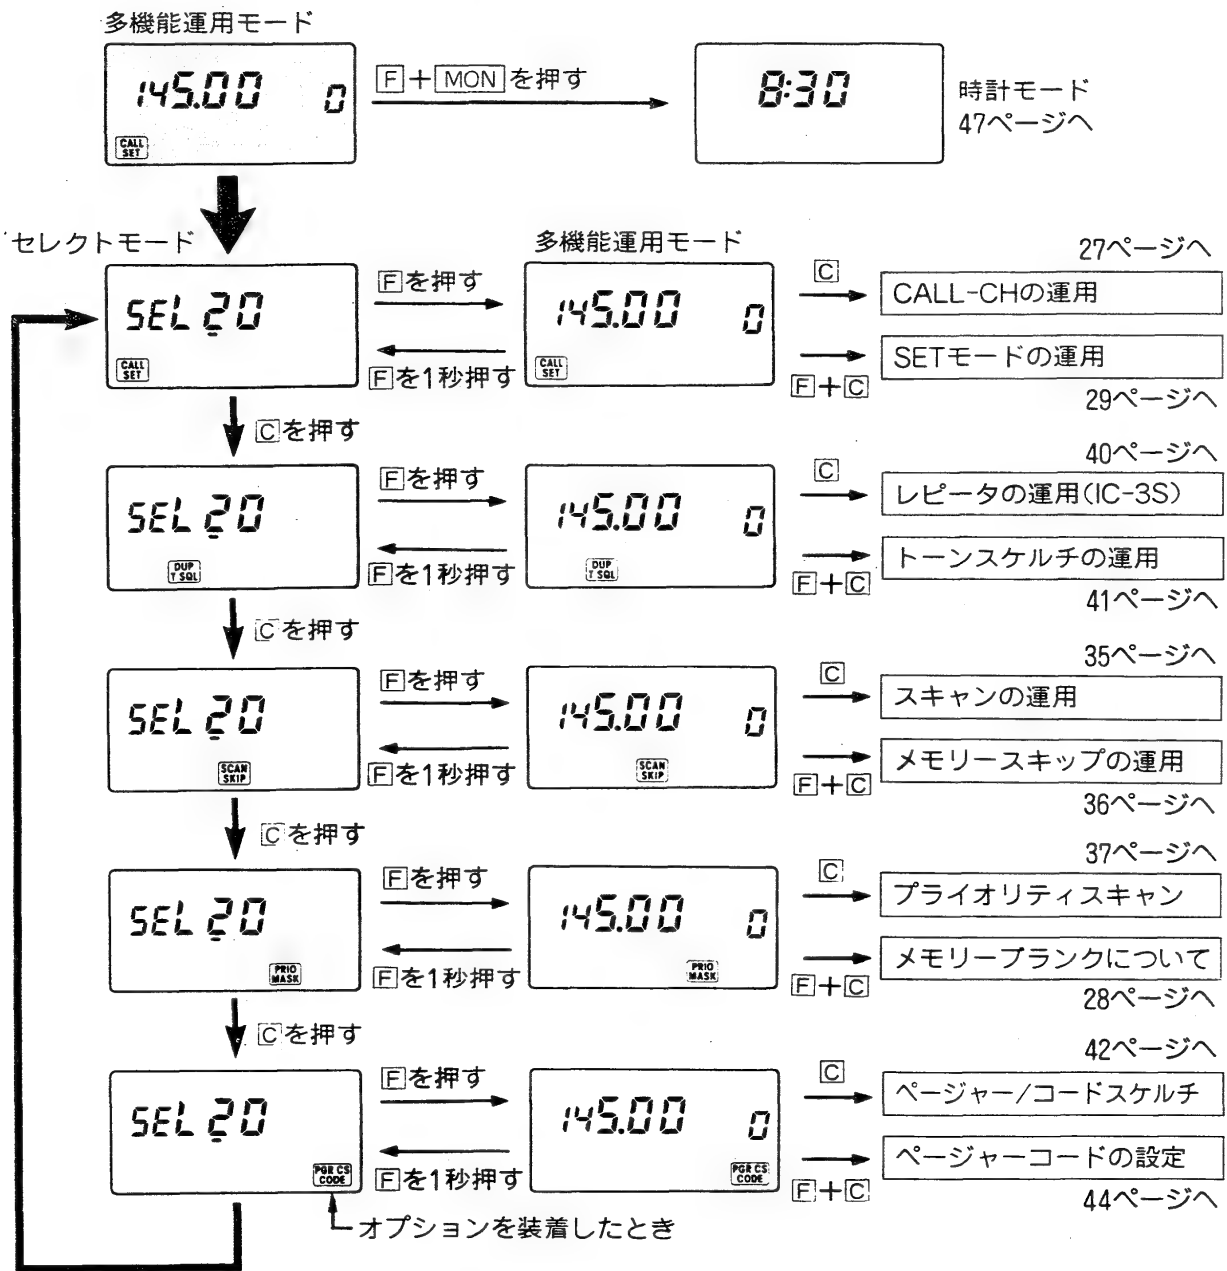 多機能運用モード
145.00 0
CALL SET
F+MONを押す
8:30
時計モード
47ページへ
セレクトモード
多機能運用モード
27ページへ
SEL 20
CALL SET
Fを押す
Fを1秒押す
145.00 0
CALL SET
C
CALL-CHの運用
F+C
SETモードの運用
29ページへ
Cを押す
40ページへ
SEL 20
DUP T SQL
Fを押す
Fを1秒押す
145.00 0
DUP T SQL
C
レピータの運用(IC-3S)
F+C
トーンスケルチの運用
41ページへ
Cを押す
35ページへ
SEL 20
SCAN SKIP
Fを押す
Fを1秒押す
145.00 0
SCAN SKIP
C
スキャンの運用
F+C
メモリースキップの運用
36ページへ
Cを押す
37ページへ
SEL 20
PRIO MASK
Fを押す
Fを1秒押す
145.00 0
PRIO MASK
C
プライオリティスキャン
F+C
メモリーブランクについて
28ページへ
Cを押す
42ページへ
SEL 20
PGR CS CODE
Fを押す
Fを1秒押す
145.00 0
PGR CS CODE
C
ページャー/コードスケルチ
F+C
ページャーコードの設定
44ページへ
オプションを装着したとき